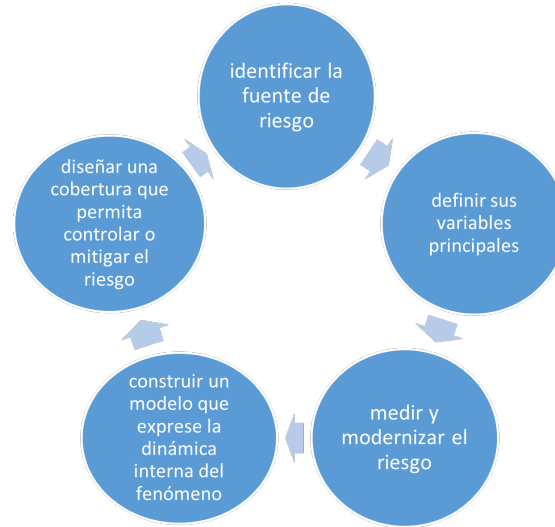 identificar la
fuente de
riesgo
definir sus
variables
principales
medir y
modernizar el
riesgo
construir un
modelo que
exprese la
dinámica
interna del
fenómeno
diseñar una
cobertura que
permita
controlar o
mitigar el
riesgo